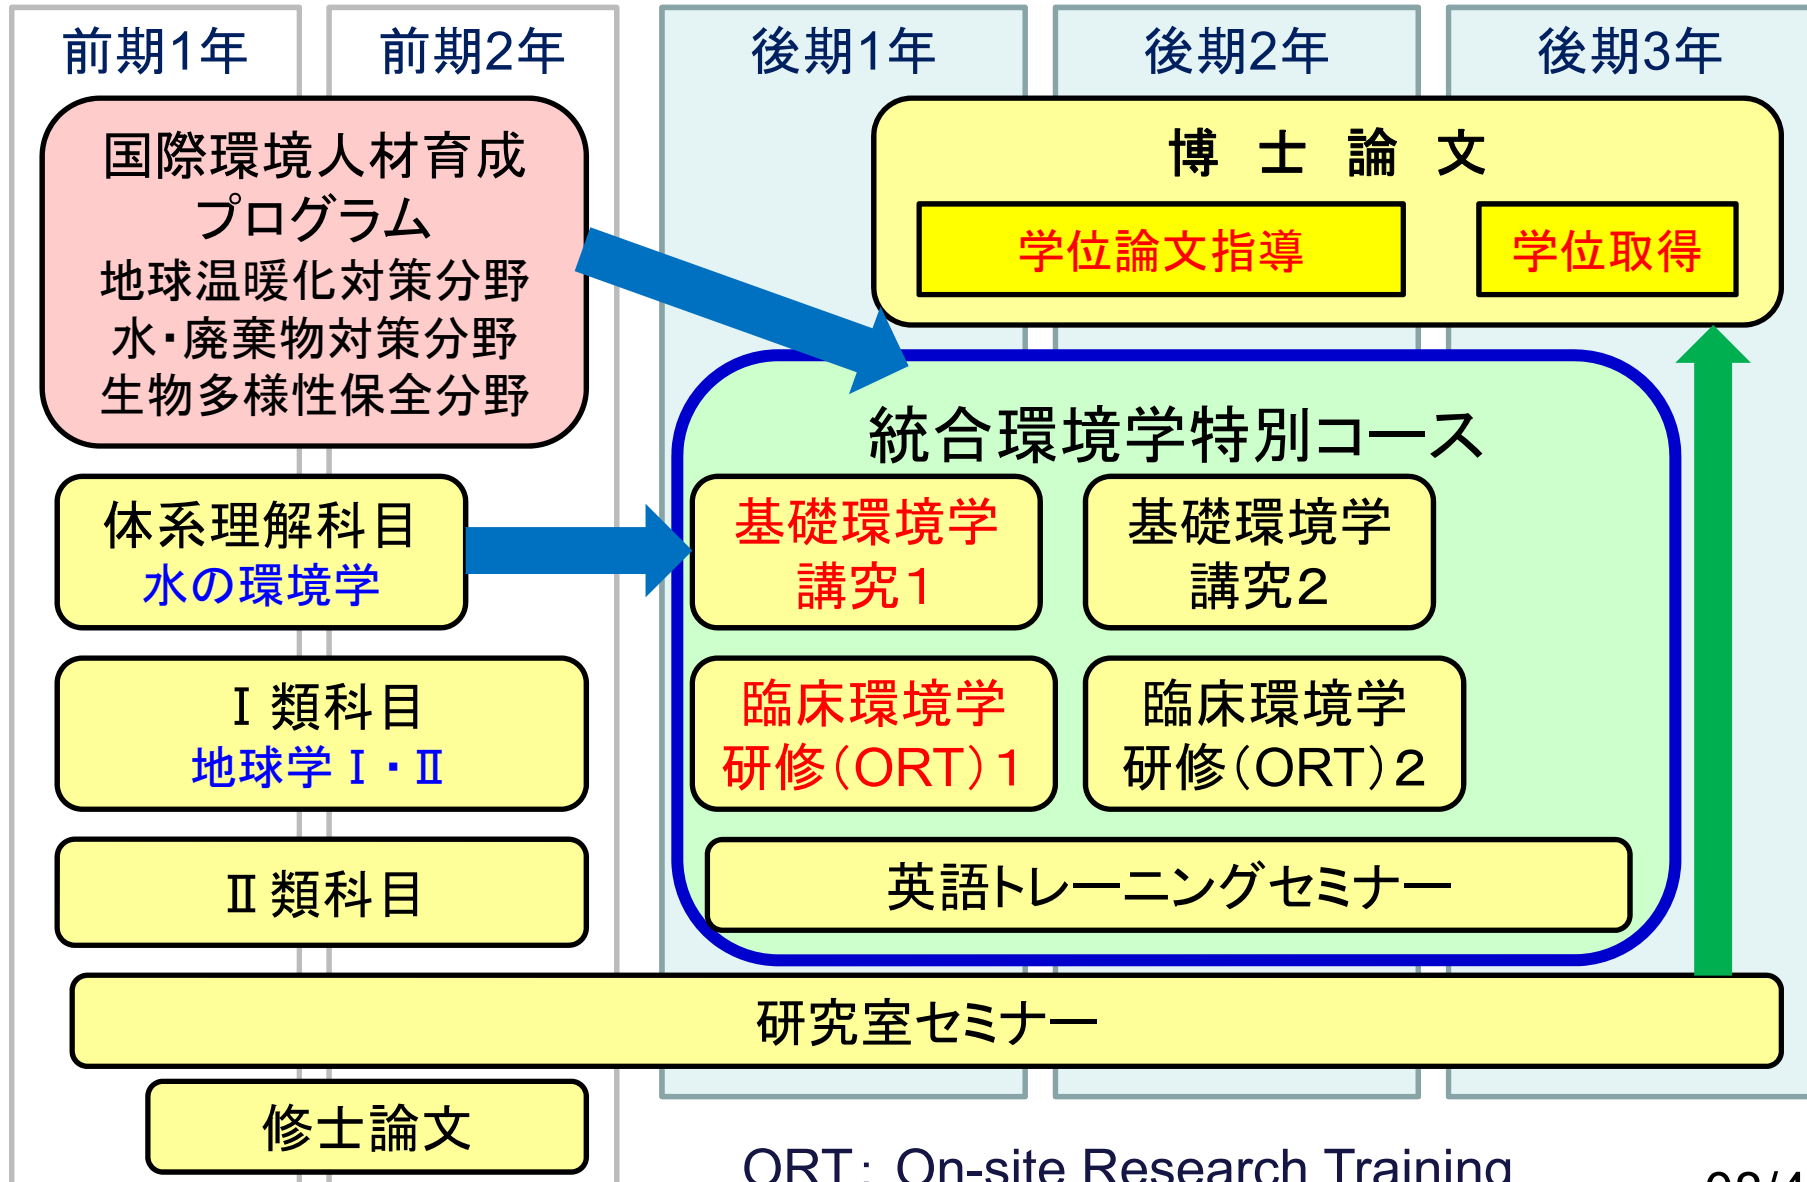 前期1年
前期2年
後期1年
後期2年
後期3年
国際環境人材育成
プログラム
地球温暖化対策分野
水・廃棄物対策分野
生物多様性保全分野
博 士 論 文
学位論文指導
学位取得
統合環境学特別コース
体系理解科目
水の環境学
基礎環境学
講究1
基礎環境学
講究2
Ⅰ類科目
地球学Ⅰ・Ⅱ
臨床環境学
研修(ORT)1
臨床環境学
研修(ORT)2
Ⅱ類科目
英語トレーニングセミナー
研究室セミナー
修士論文
ORT: On-site Research Training